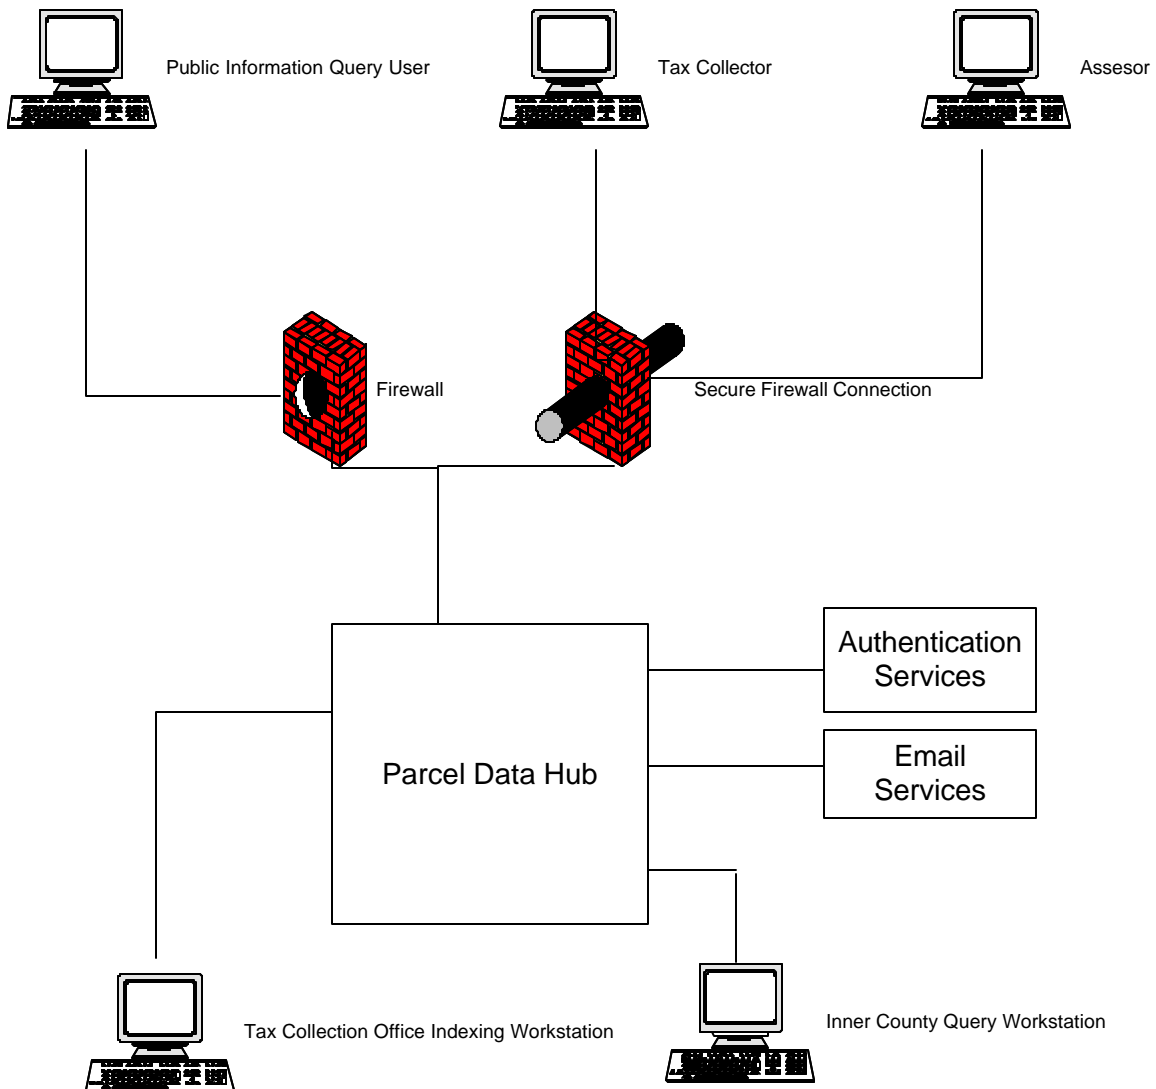 Public Information Query User
Tax Collector
Assesor
Firewall
Secure Firewall Connection
Authentication
Services
Parcel Data Hub
Email
Services
Tax Collection Office Indexing Workstation
Inner County Query Workstation